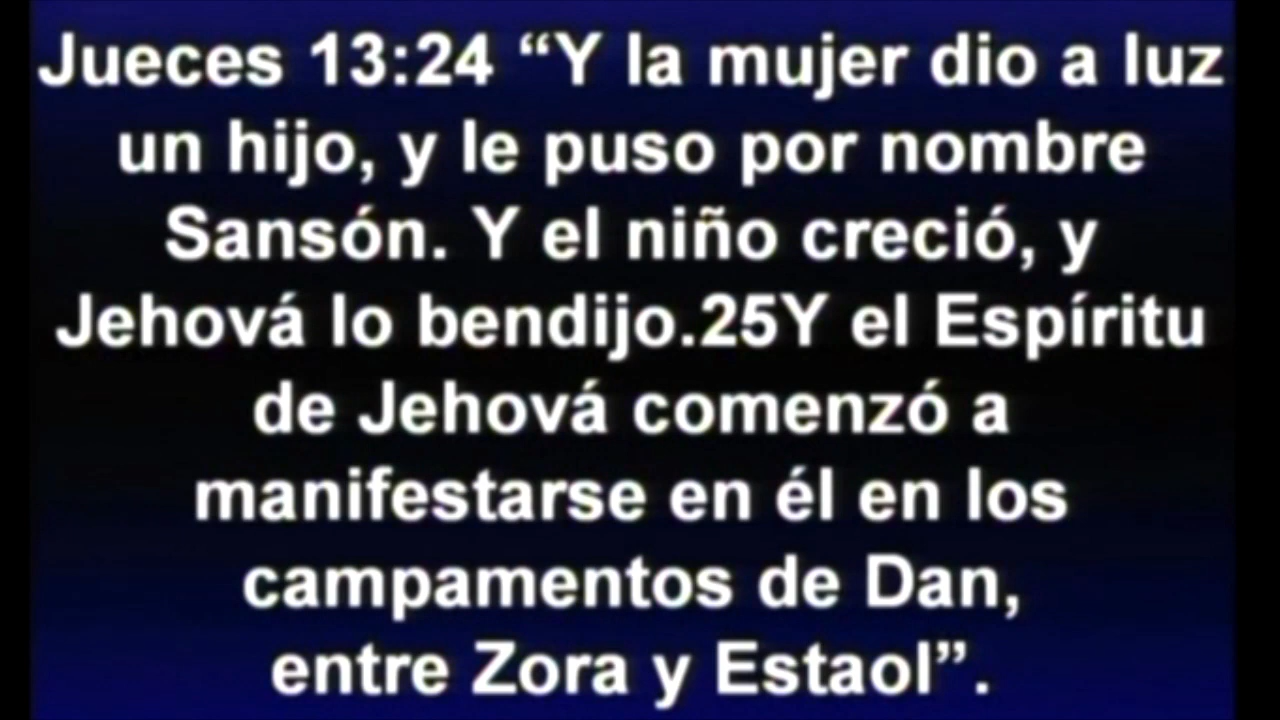 Jueces 13:24 “Y la mujer dio a luz
un hijo, y le puso por nombre
Sansón. Y el niño creció, y
Jehová lo bendijo.25Y el Espíritu
de Jehová comenzó a
manifestarse en él en los
campamentos de Dan,
entre Zora y Estaol”.